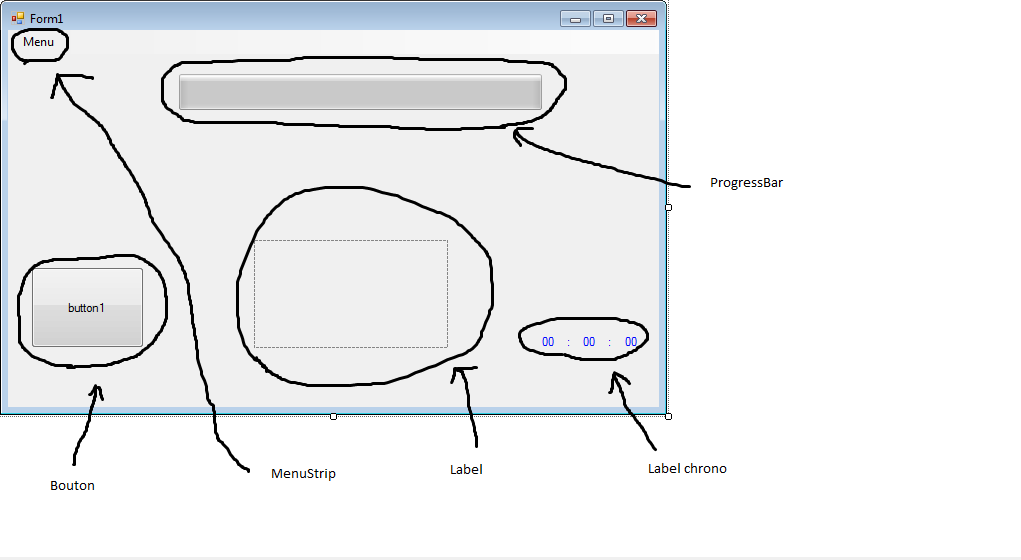 Form1
Menu
ProgressBar
button1
00 : 00 : 00
Label
Label chrono
MenuStrip
Bouton